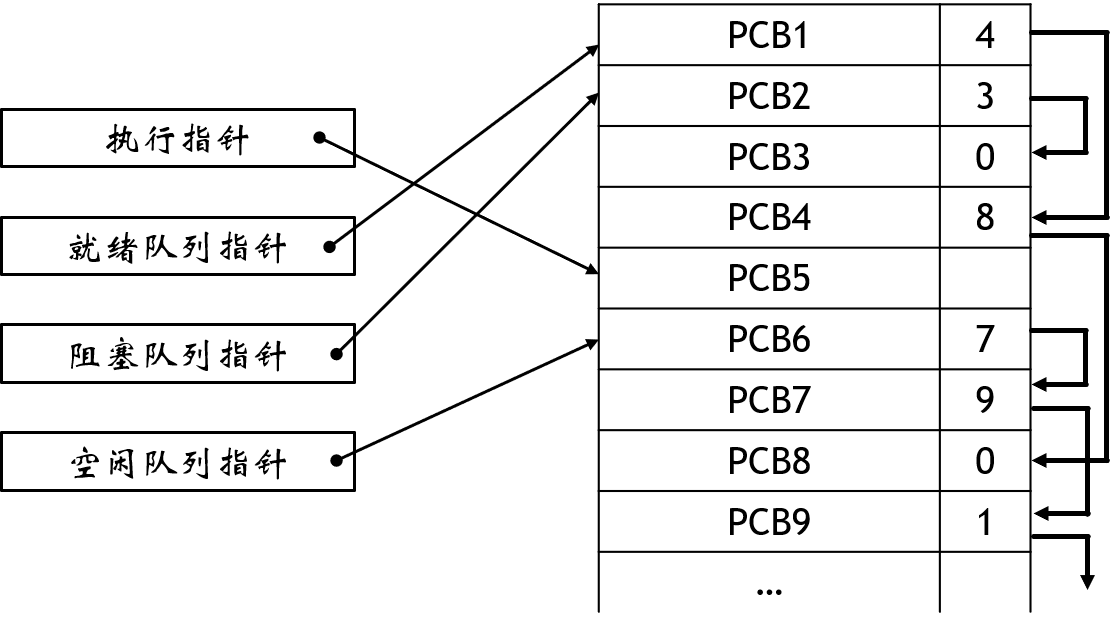 执行指针
就绪队列指针
阻塞队列指针
空闲队列指针
PCB1 4
PCB2 3
PCB3 0
PCB4 8
PCB5
PCB6 7
PCB7 9
PCB8 0
PCB9 1
...